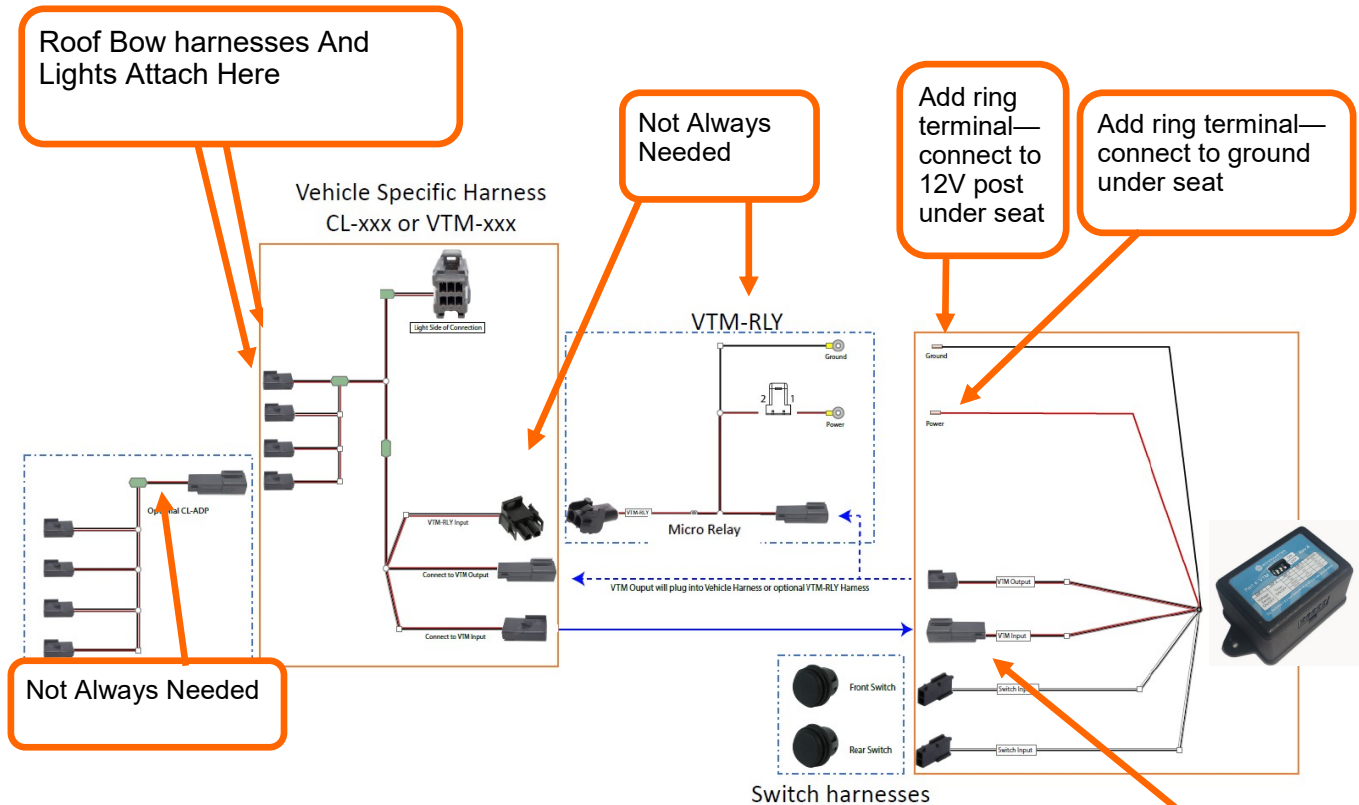 Roof Bow harnesses And
Lights Attach Here
Not Always
Needed
Add ring
terminal—
connect to
12V post
under seat
Add ring terminal—
connect to ground
under seat
Vehicle Specific Harness
CL-xxx or VTM-xxx
Light Side of Connection
VTM-RLY
Ground
2
1
Power
Ground
Power
Optional CL-ADP
VTM-RLY Input
VTM-RLY
Micro Relay
Connect to VTM Output
VTM Ouput will plug into Vehicle Harness or optional VTM-RLY Harness
VTM Output
Connect to VTM Input
VTM Input
Not Always Needed
Front Switch
Switch Input
Rear Switch
Switch Input
Switch harnesses